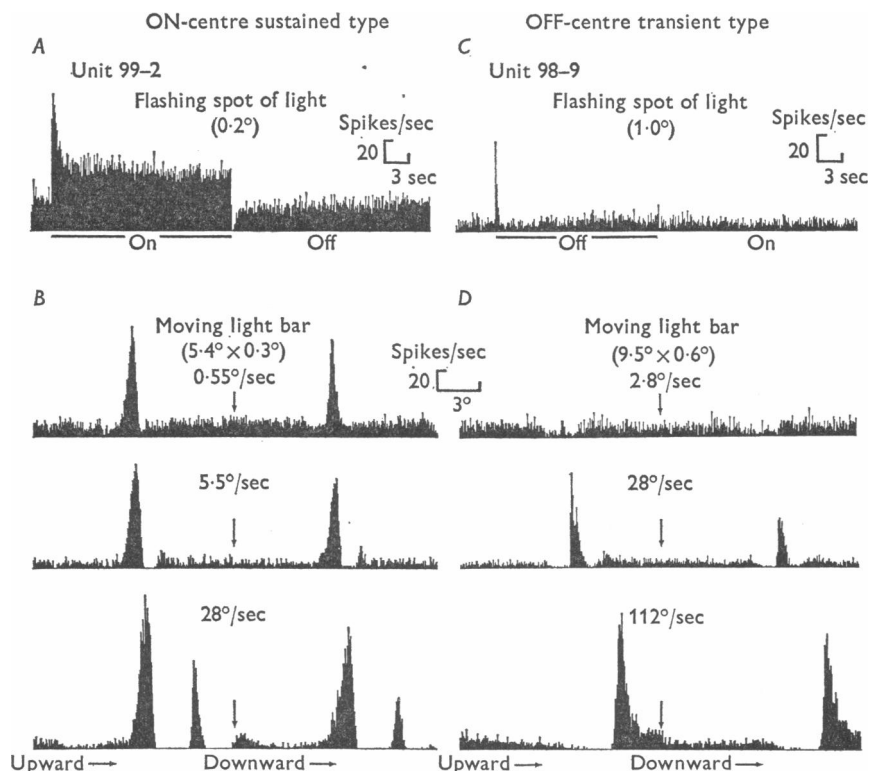 ON-centre sustained type
A
Unit 99–2
Flashing spot of light
(0·2°)
Spikes/sec
20
3 sec
On
Off
OFF-centre transient type
C
Unit 98–9
Flashing spot of light
(1·0°)
Spikes/sec
20
3 sec
Off
On
B
Moving light bar
(5·4° × 0·3°)
0·55°/sec
Spikes/sec
20
3°
5·5°/sec
28°/sec
Upward →
Downward →
D
Moving light bar
(9·5° × 0·6°)
2·8°/sec
28°/sec
112°/sec
Upward →
Downward →